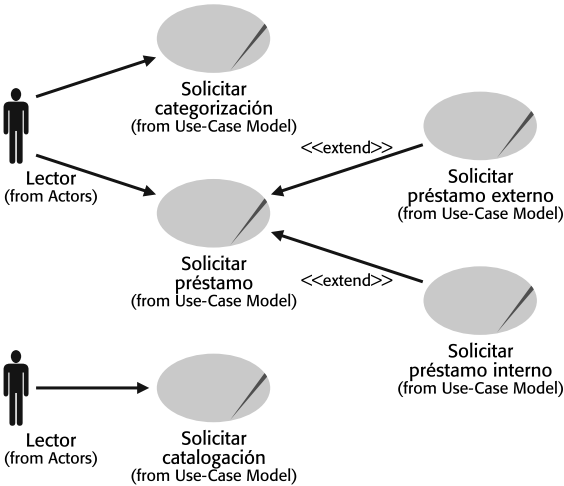 Solicitar
categorización
(from Use-Case Model)
Lector
(from Actors)
<<extend>>
Solicitar
préstamo externo
(from Use-Case Model)
Solicitar
préstamo
(from Use-Case Model)
<<extend>>
Solicitar
préstamo interno
(from Use-Case Model)
Lector
(from Actors)
Solicitar
catalogación
(from Use-Case Model)